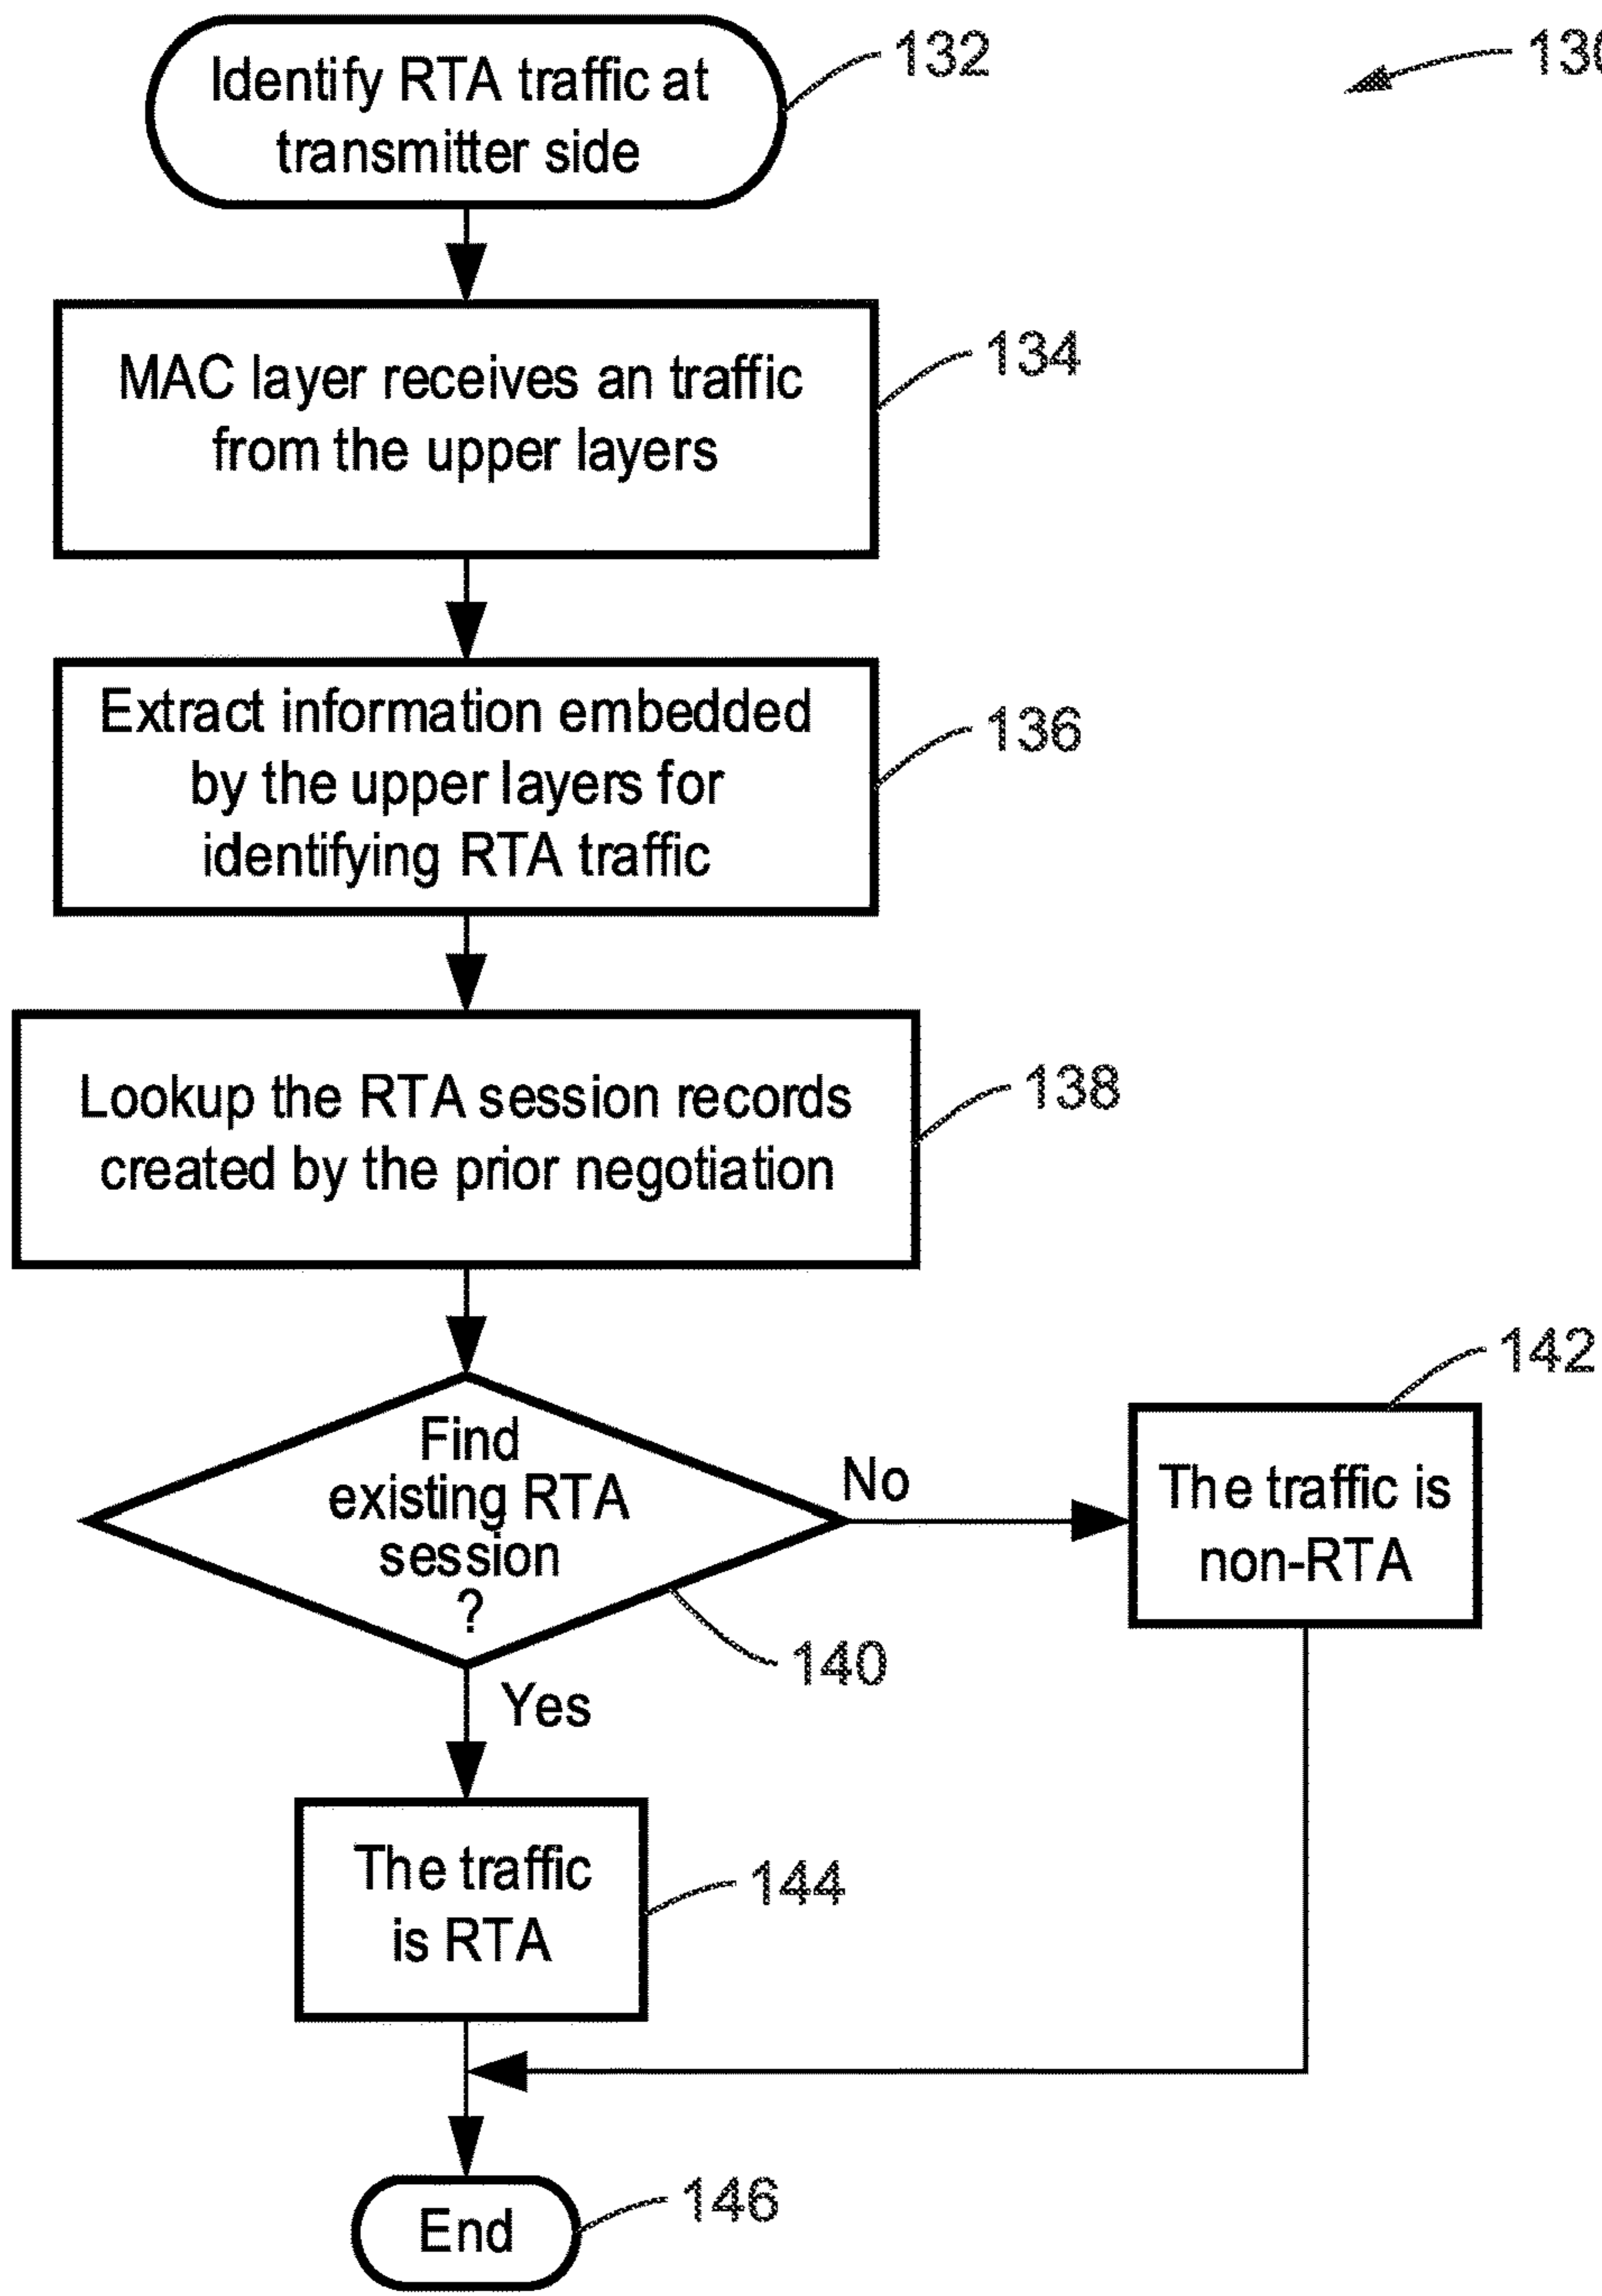 Identify RTA traffic at
transmitter side
132
130
MAC layer receives an traffic
from the upper layers
134
Extract information embedded
by the upper layers for
identifying RTA traffic
136
Lookup the RTA session records
created by the prior negotiation
138
Find
existing RTA
session
?
No
140
142
The traffic is
non-RTA
Yes
The traffic
is RTA
144
End
146